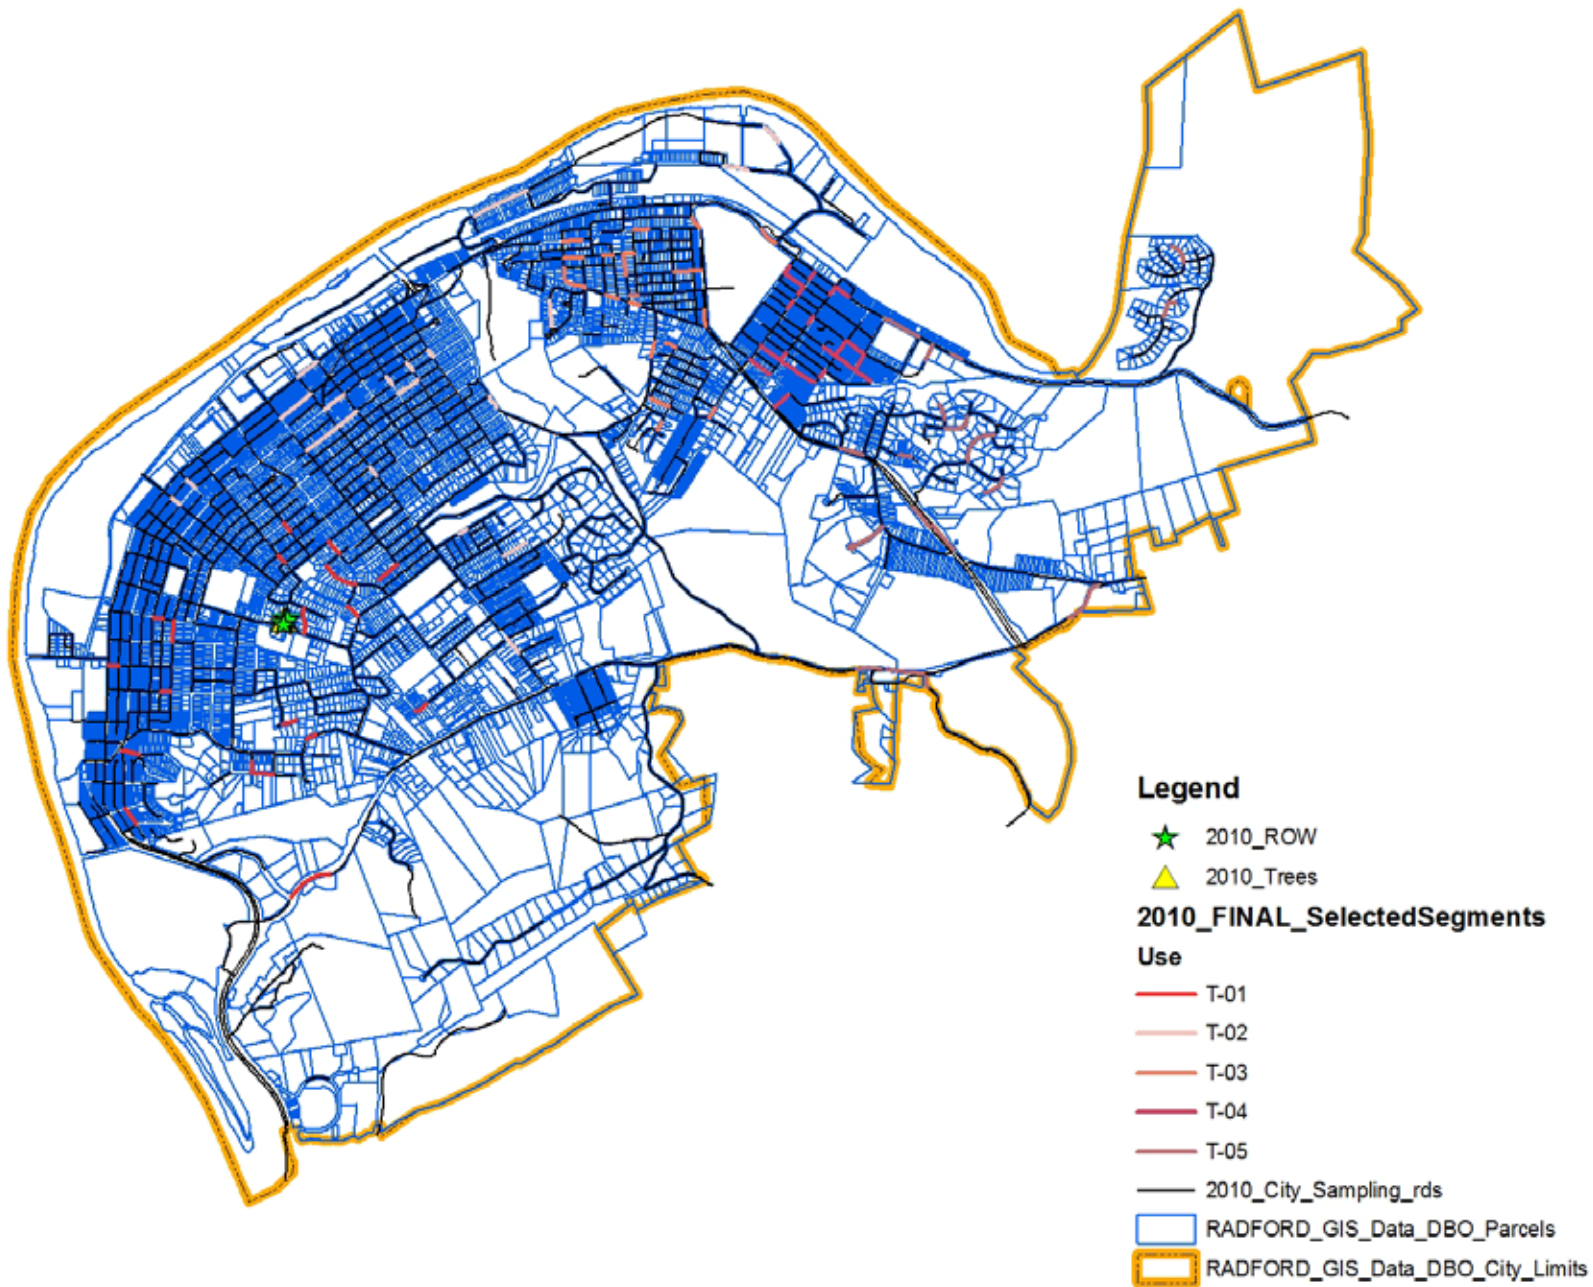 Legend
2010_ROW
2010_Trees
2010_FINAL_SelectedSegments
Use
T-01
T-02
T-03
T-04
T-05
2010_City_Sampling_rds
RADFORD_GIS_Data_DBO_Parcels
RADFORD_GIS_Data_DBO_City_Limits